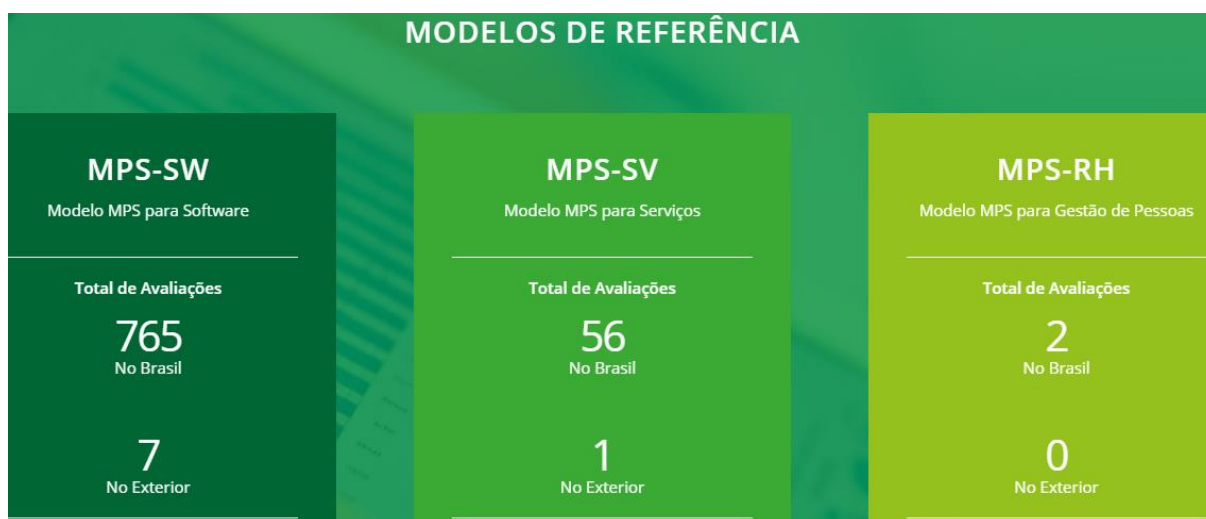 MODELOS DE REFERÊNCIA
MPS-SW
Modelo MPS para Software
Total de Avaliações
765
No Brasil
7
No Exterior
MPS-SV
Modelo MPS para Serviços
Total de Avaliações
56
No Brasil
1
No Exterior
MPS-RH
Modelo MPS para Gestão de Pessoas
Total de Avaliações
2
No Brasil
0
No Exterior